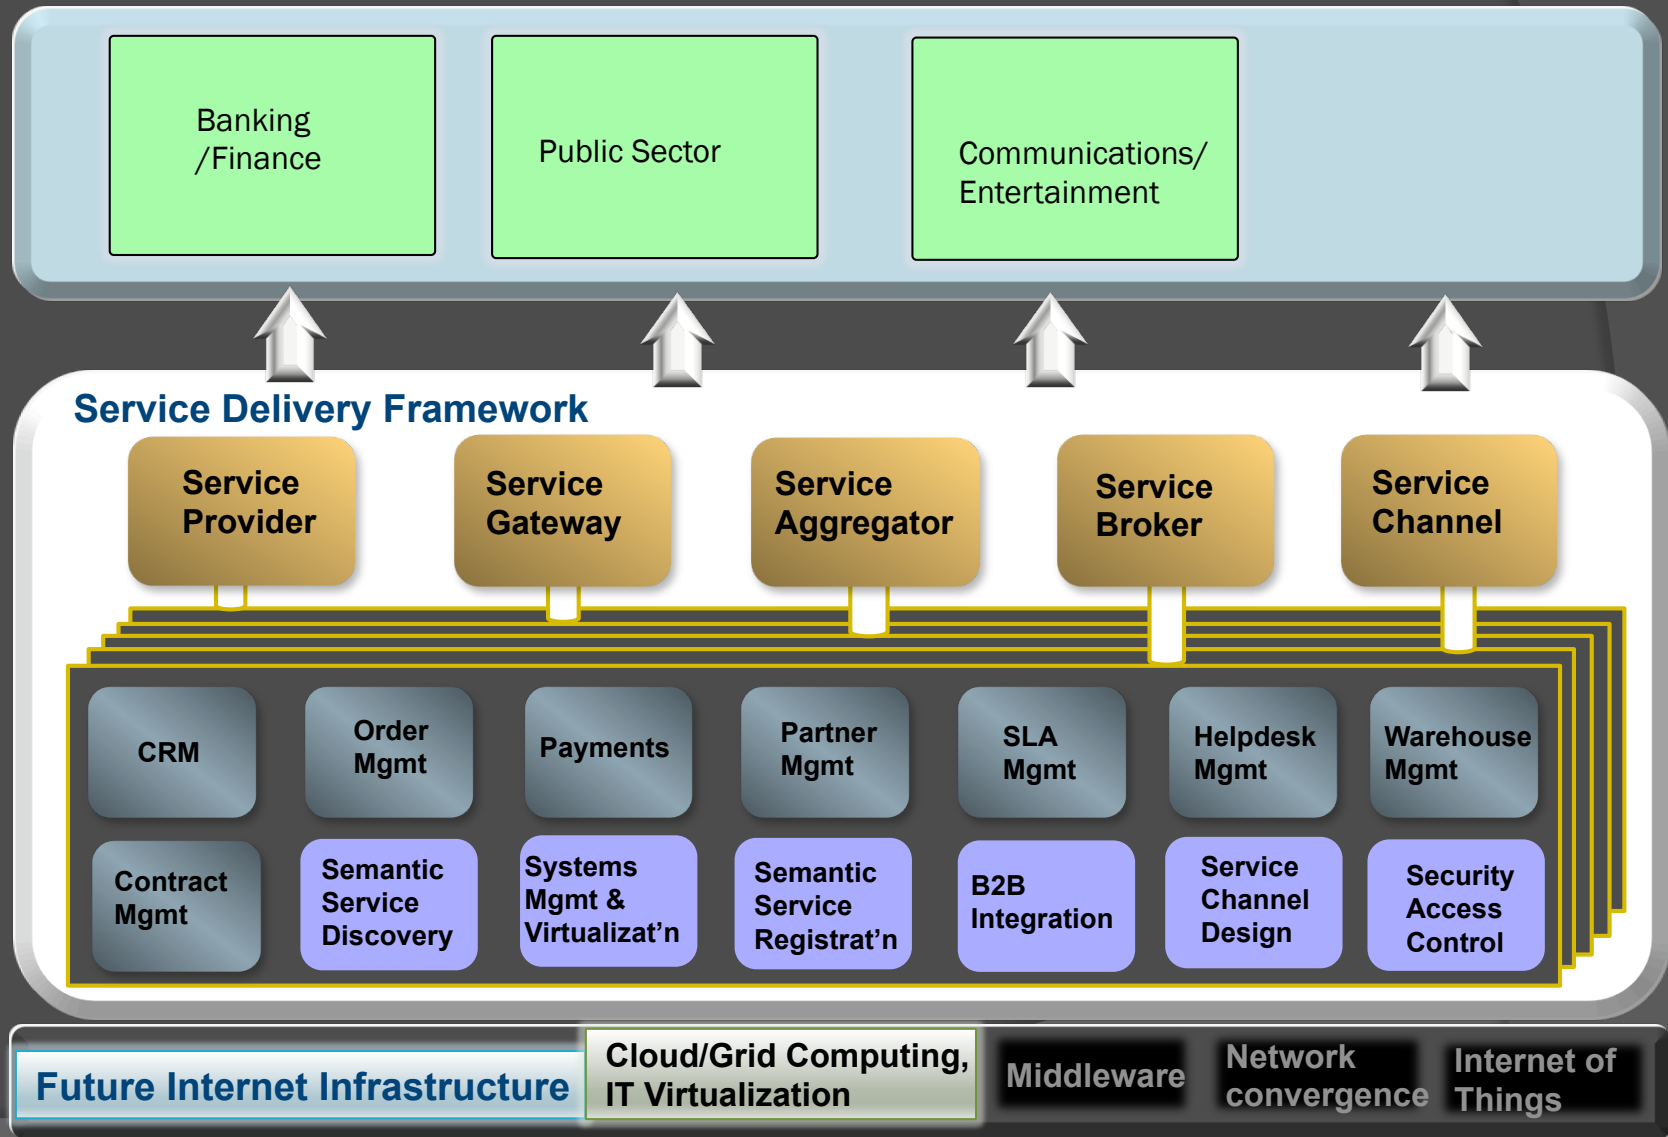 Banking
/Finance
Public Sector
Communications/
Entertainment
Service Delivery Framework
Service
Provider
Service
Gateway
Service
Aggregator
Service
Broker
Service
Channel
CRM
Order
Mgmt
Payments
Partner
Mgmt
SLA
Mgmt
Helpdesk
Mgmt
Warehouse
Mgmt
Contract
Mgmt
Semantic
Service
Discovery
Systems
Mgmt &
Virtualizat’n
Semantic
Service
Registrat’n
B2B
Integration
Service
Channel
Design
Security
Access
Control
Future Internet Infrastructure
Cloud/Grid Computing,
IT Virtualization
Middleware
Network
convergence
Internet of
Things